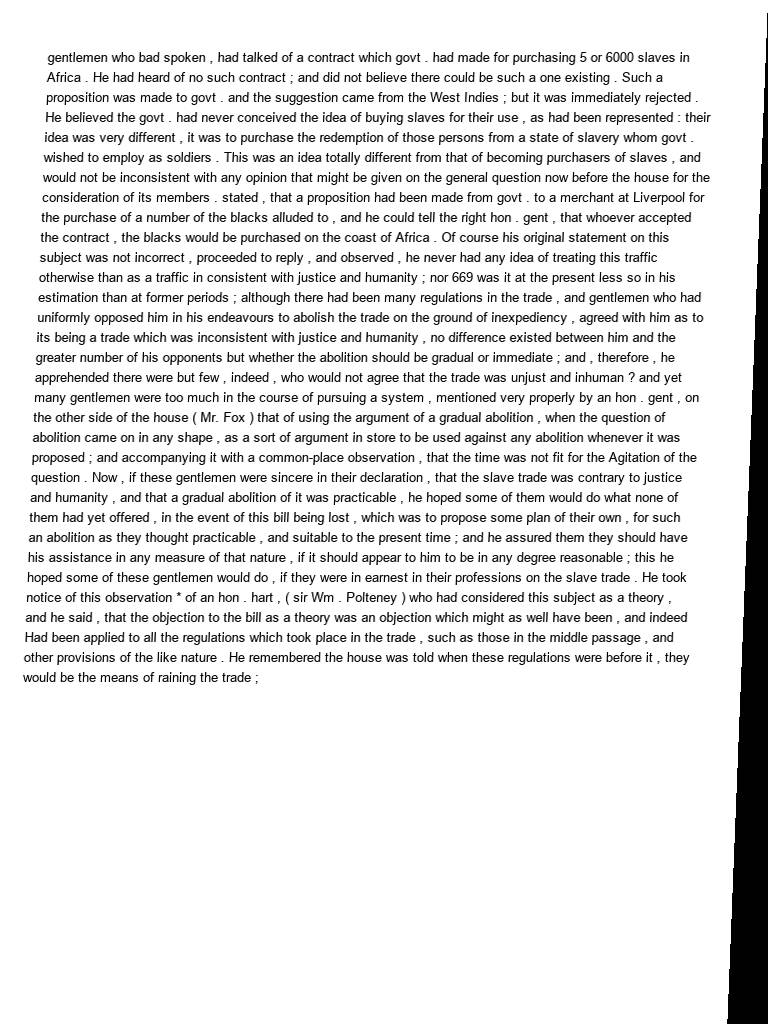 gentlemen who bad spoken , had talked of a contract which govt . had made for purchasing 5 or 6000 slaves in
Africa . He had heard of no such contract ; and did not believe there could be such a one existing . Such a
proposition was made to govt . and the suggestion came from the West Indies ; but it was immediately rejected .
He believed the govt . had never conceived the idea of buying slaves for their use , as had been represented : their
idea was very different , it was to purchase the redemption of those persons from a state of slavery whom govt .
wished to employ as soldiers . This was an idea totally different from that of becoming purchasers of slaves , and
would not be inconsistent with any opinion that might be given on the general question now before the house for the
consideration of its members . stated , that a proposition had been made from govt . to a merchant at Liverpool for
the purchase of a number of the blacks alluded to , and he could tell the right hon . gent , that whoever accepted
the contract , the blacks would be purchased on the coast of Africa . Of course his original statement on this
subject was not incorrect , proceeded to reply , and observed , he never had any idea of treating this traffic
otherwise than as a traffic in consistent with justice and humanity ; nor 669 was it at the present less so in his
estimation than at former periods ; although there had been many regulations in the trade , and gentlemen who had
uniformly opposed him in his endeavours to abolish the trade on the ground of inexpediency , agreed with him as to
its being a trade which was inconsistent with justice and humanity , no difference existed between him and the
greater number of his opponents but whether the abolition should be gradual or immediate ; and , therefore , he
apprehended there were but few , indeed , who would not agree that the trade was unjust and inhuman ? and yet
many gentlemen were too much in the course of pursuing a system , mentioned very properly by an hon . gent , on
the other side of the house ( Mr. Fox ) that of using the argument of a gradual abolition , when the question of
abolition came on in any shape , as a sort of argument in store to be used against any abolition whenever it was
proposed ; and accompanying it with a common-place observation , that the time was not fit for the Agitation of the
question . Now , if these gentlemen were sincere in their declaration , that the slave trade was contrary to justice
and humanity , and that a gradual abolition of it was practicable , he hoped some of them would do what none of
them had yet offered , in the event of this bill being lost , which was to propose some plan of their own , for such
an abolition as they thought practicable , and suitable to the present time ; and he assured them they should have
his assistance in any measure of that nature , if it should appear to him to be in any degree reasonable ; this he
hoped some of these gentlemen would do , if they were in earnest in their professions on the slave trade . He took
notice of this observation * of an hon . hart , ( sir Wm . Polteney ) who had considered this subject as a theory ,
and he said , that the objection to the bill as a theory was an objection which might as well have been , and indeed
Had been applied to all the regulations which took place in the trade , such as those in the middle passage , and
other provisions of the like nature . He remembered the house was told when these regulations were before it , they
would be the means of raining the trade ;